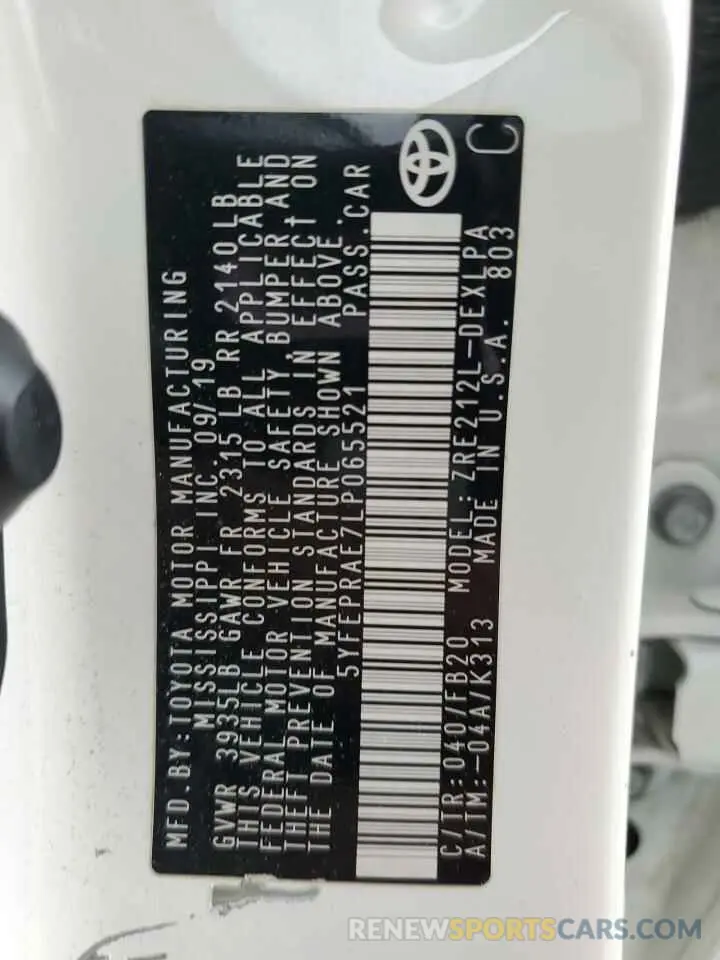 MFD.BY:TOYOTA MOTOR MANUFACTURING
MISSISSIPPI, INC. 09/19
GVWR 3935LB GAWR FR 2315 LB RR 2140LB
THIS VEHICLE CONFORMS TO ALL APPLICABLE
FEDERAL MOTOR VEHICLE SAFETY, BUMPER AND
THEFT PREVENTION STANDARDS IN EFFECT ON
THE DATE OF MANUFACTURE SHOWN ABOVE.
5YFEPRAE7LP065521 PASS.CAR
C/TR:040/FB20 MODEL:ZRE212L-DEXLPA
A/TM:-04A/K313 MADE IN U.S.A. 803
C
RENEWSPORTSCARS.COM